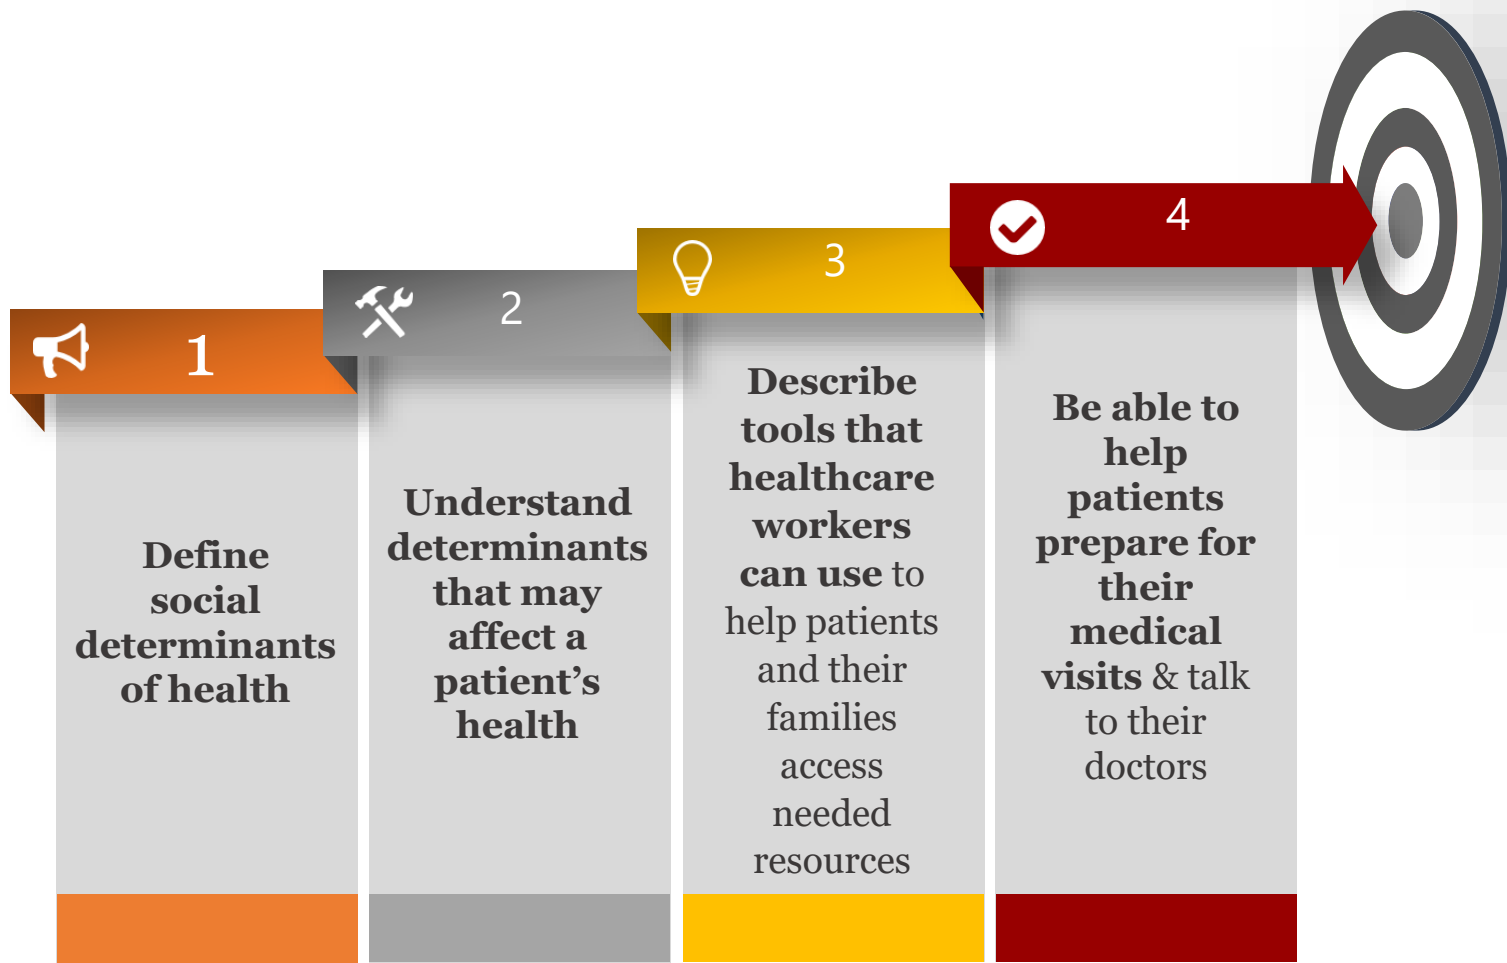 1
Define
social
determinants
of health
2
Understand
determinants
that may
affect a
patient’s
health
3
Describe
tools that
healthcare
workers
can use to
help patients
and their
families
access
needed
resources
4
Be able to
help
patients
prepare for
their
medical
visits & talk
to their
doctors